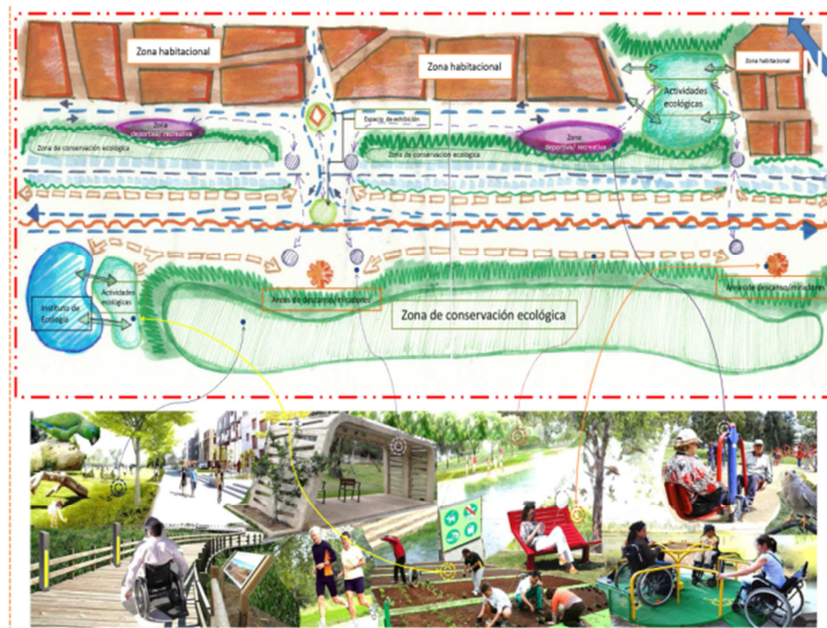 Zona habitacional
Zona habitacional
Zona habitacional
N
Actividades
ecológicas
Espacio de exhibición
Zona
deportiva/ recreativa
Zona
deportiva/ recreativa
Zona de conservación ecológica
Zona de conservación ecológica
Actividades
ecológicas
Instituto de
Ecología
Áreas de descanso/miradores
Área de descanso/miradores
Zona de conservación ecológica